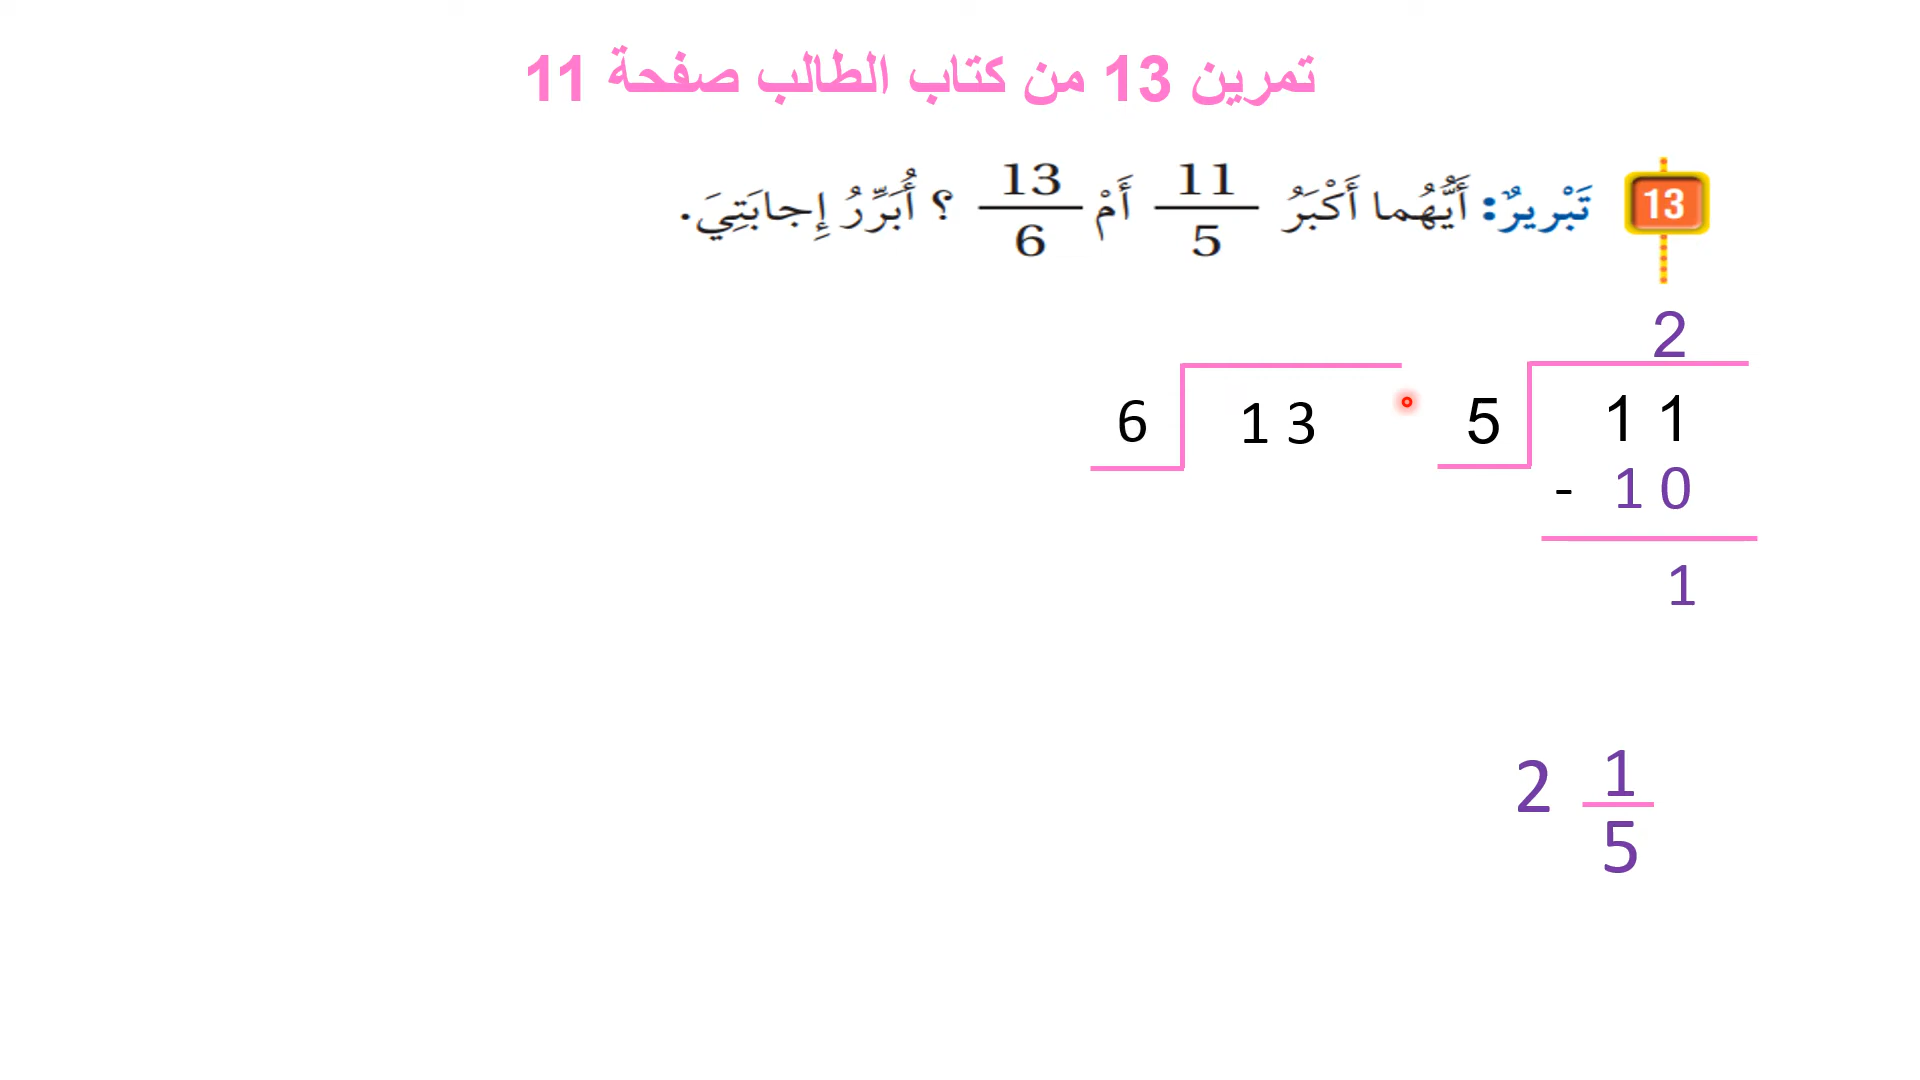 تمرين 13 من كتاب الطالب صفحة 11
13 تَبْريرٌ: أَيُّهُما أَكْبَرُ 11/5 أَمْ 13/6 ؟ أُبَرِّرُ إِجابَتِيَ.
2
6 13 5 11
- 10
1
2 1/5